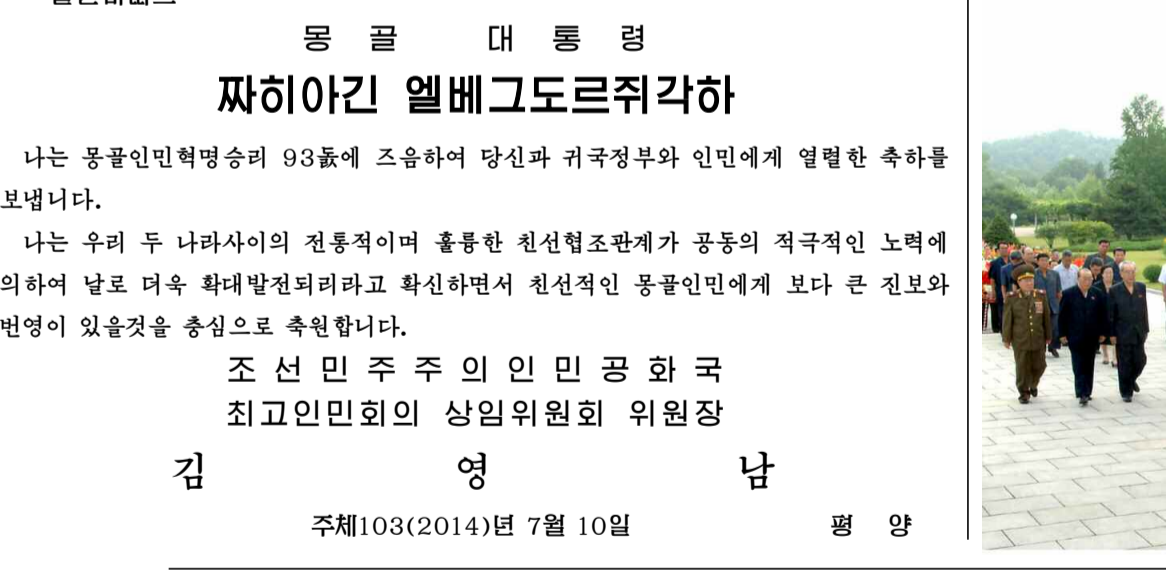 몽골 대통령
짜히아긴 엘베그도르쥐각하
나는 몽골인민혁명승리 93돐에 즈음하여 당신과 귀국정부와 인민에게 열렬한 축하를
보냅니다.
나는 우리 두 나라사이의 전통적이며 훌륭한 친선협조관계가 공동의 적극적인 노력에
의하여 날로 더욱 확대발전되리라고 확신하면서 친선적인 몽골인민에게 보다 큰 진보와
번영이 있을것을 충심으로 축원합니다.
조선민주주의인민공화국
최고인민회의 상임위원회 위원장
김영남
주체103(2014)년 7월 10일 평양